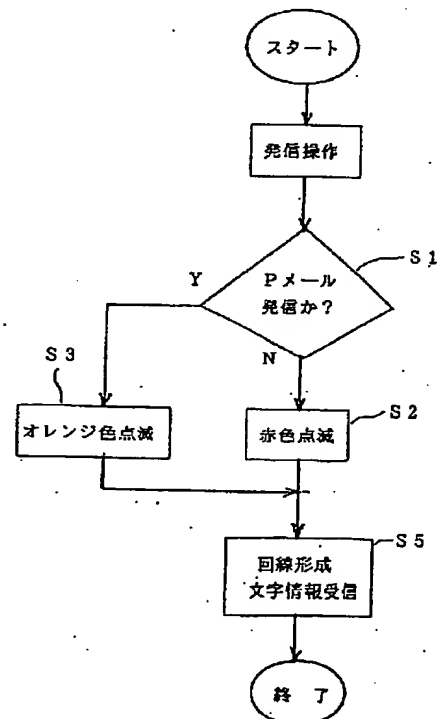 スタート
発信操作
S1
Pメール
発信か?
Y
N
S3
オレンジ色点滅
S2
赤色点滅
S5
回線形成
文字情報受信
終 了